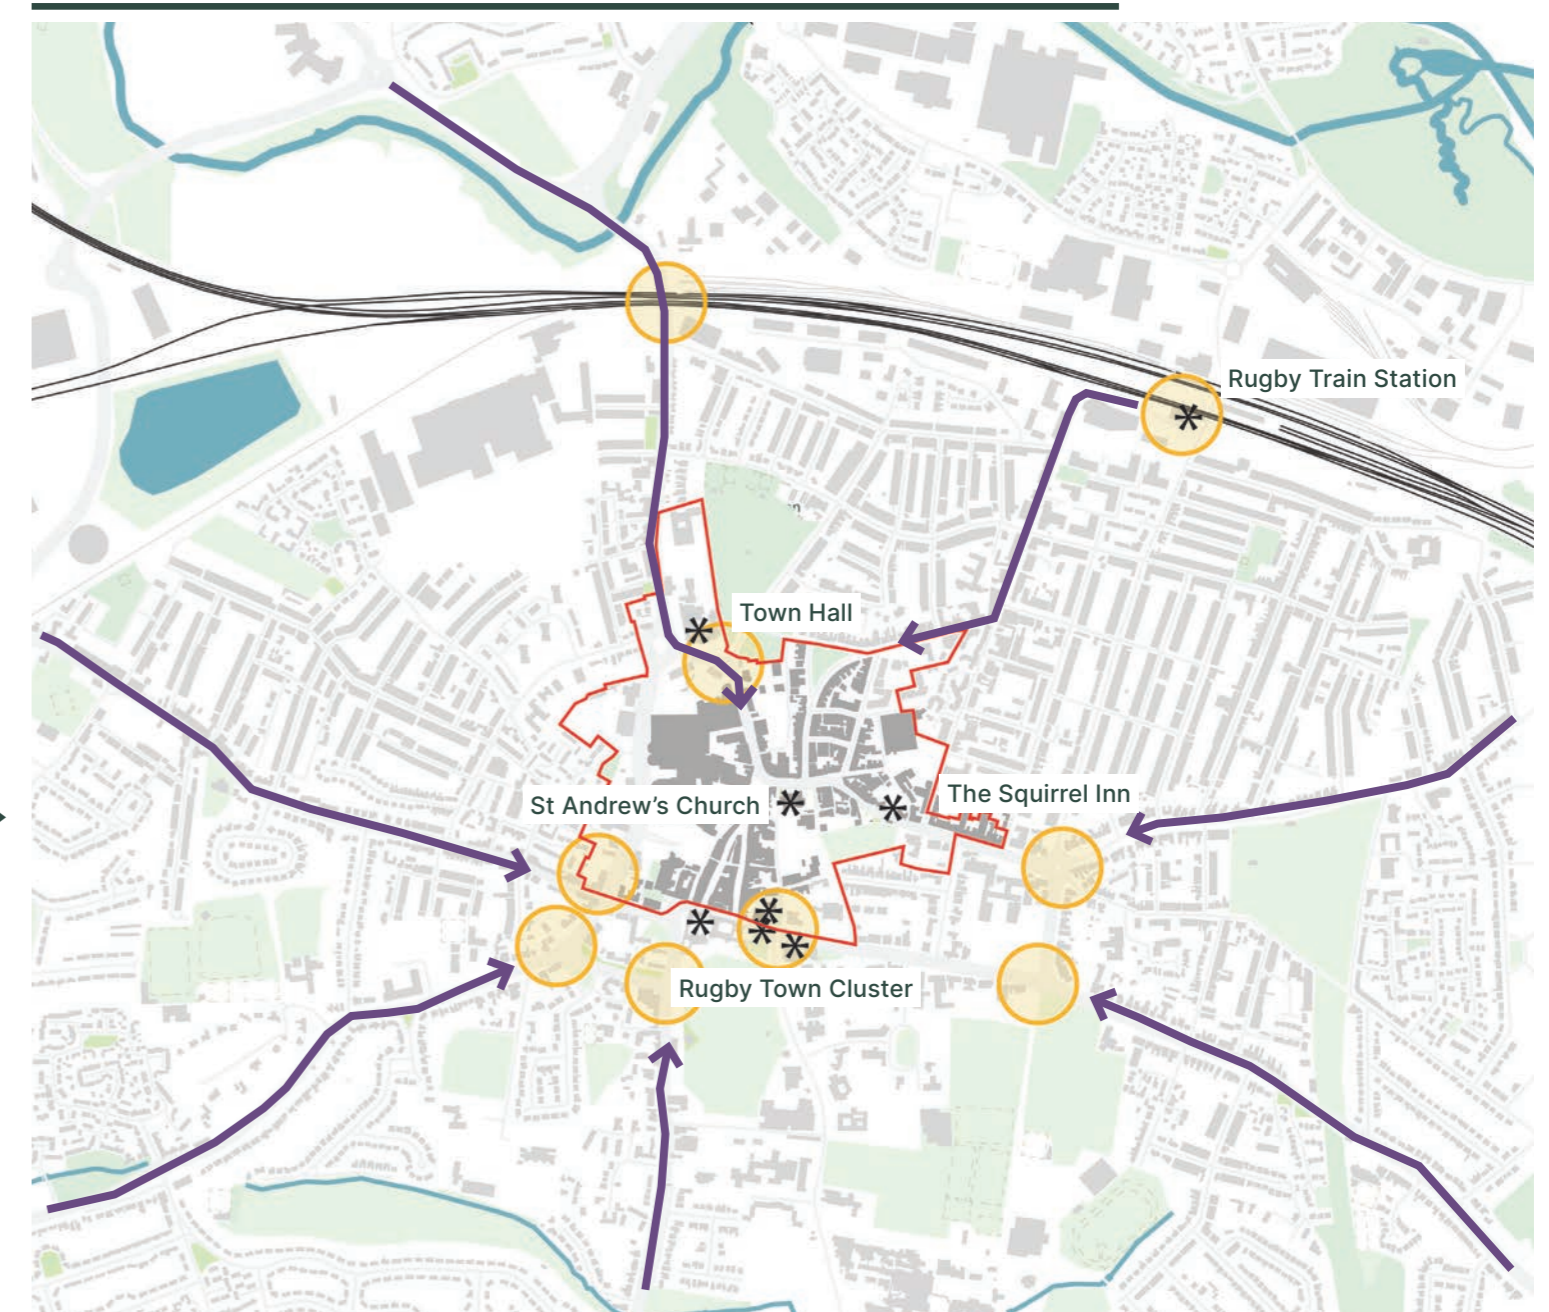 Rugby Train Station
Town Hall
The Squirrel Inn
St Andrew's Church
Rugby Town Cluster